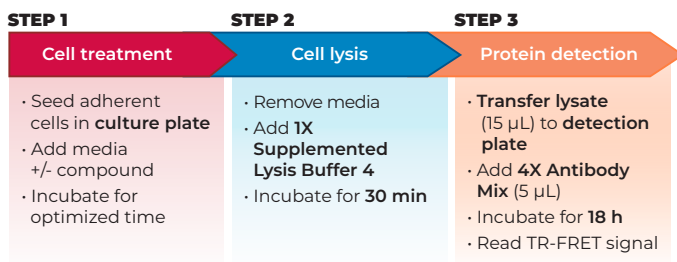 STEP 1
Cell treatment
· Seed adherent
cells in culture plate
· Add media
+/- compound
· Incubate for
optimized time
STEP 2
Cell lysis
· Remove media
· Add 1X
Supplemented
Lysis Buffer 4
· Incubate for 30 min
STEP 3
Protein detection
· Transfer lysate
(15 µL) to detection
plate
· Add 4X Antibody
Mix (5 µL)
· Incubate for 18 h
· Read TR-FRET signal